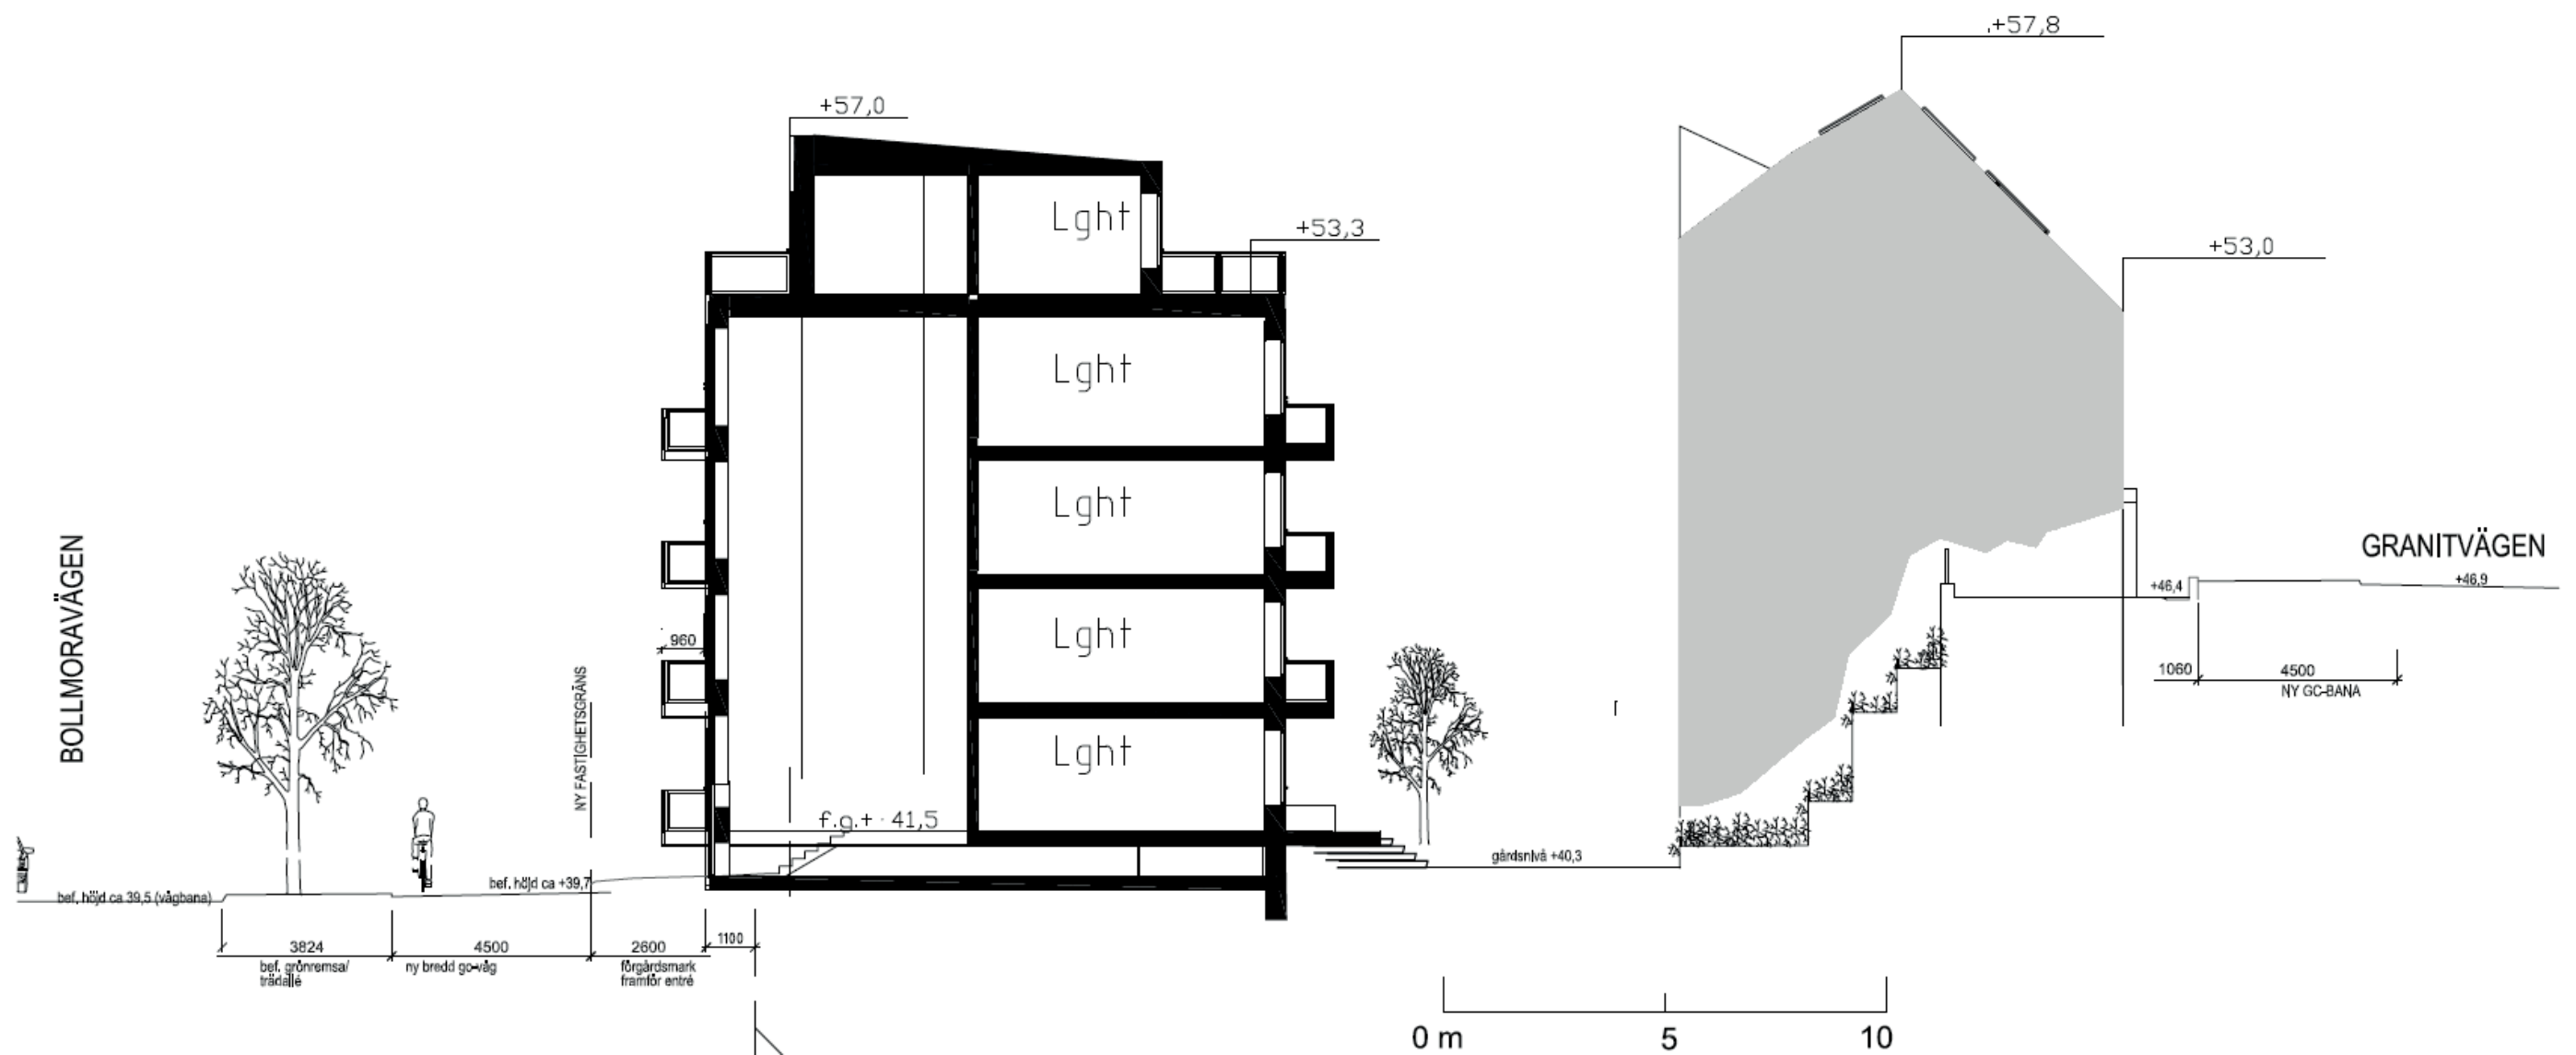 .+57,8
+57,0
Lght
+53,3
+53,0
Lght
Lght
BOLLMORAVÄGEN
GRANITVÄGEN
+46,4
+46,9
Lght
960
NY FASTIGHETSGRÄNS
1060
4500
NY GC-BANA
Lght
f.g.+ 41,5
gårdsnivå +40,3
bef. höjd ca +39,7
bef. höjd ca 39,5 (vägbana)
3824
4500
2600
1100
bef. grönremsa/
trädallé
ny bredd gc-väg
förgårdsmark
framför entré
0 m
5
10